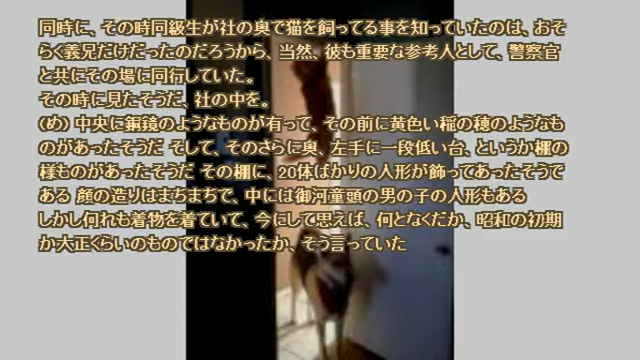 同時に、その時同級生が社の奥で猫を飼ってる事を知っていたのは、おそ
らく義兄だけだったのだろうから、当然、彼も重要な参考人として、警察官
と共にその場に同行していた。
その時に見たそうだ、社の中を。
(め) 中央に銅鏡のようなものが有って、その前に黄色い稲の穂のようなも
のがあったそうだ そして、そのさらに奥、左手に一段低い台、というか棚の
様ものがあったそうだ その棚に、20体ばかりの人形が飾ってあったそうで
ある 顔の造りはまちまちで、中には御河童頭の男の子の人形もある
しかし何れも着物を着ていて、今にして思えば、何となくだか、昭和の初期
か大正くらいのものではなかったか、そう言っていた